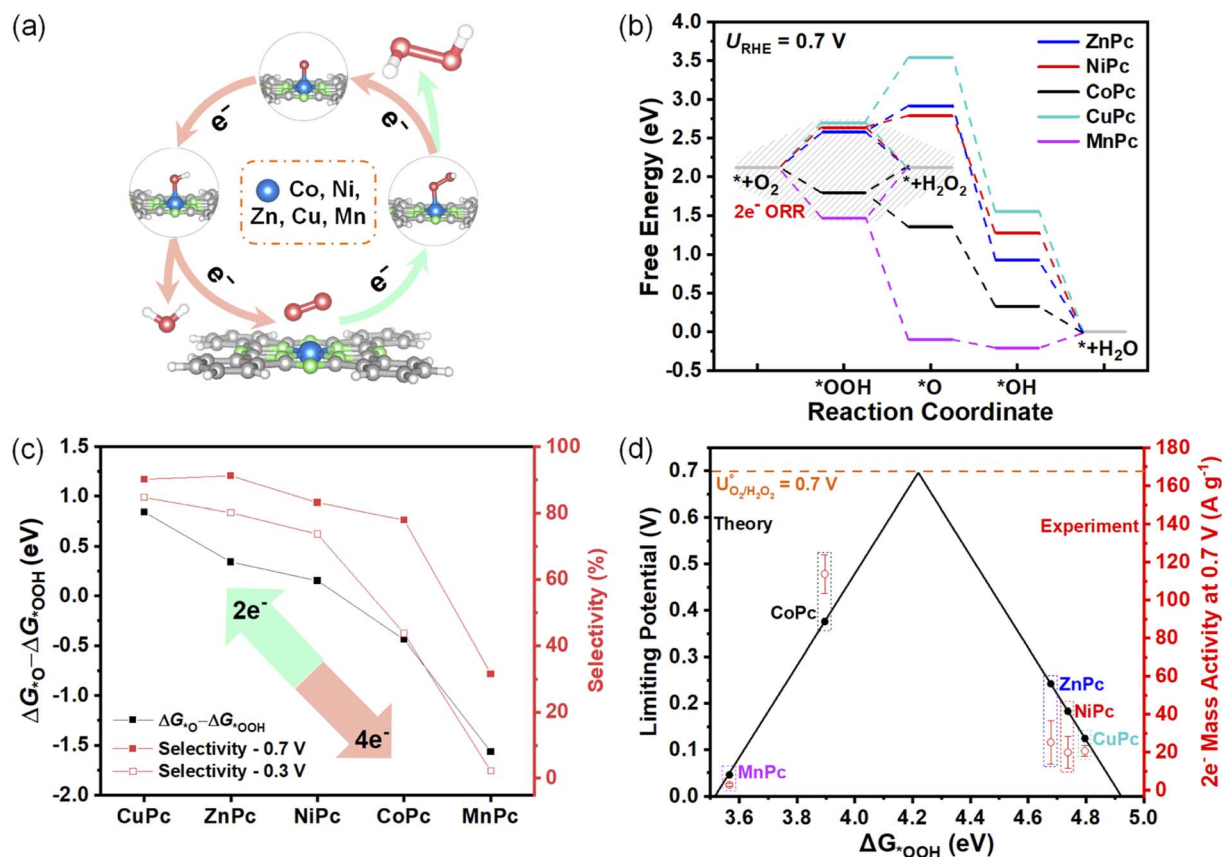 (a)
e⁻
e⁻
e⁻
e⁻
Co, Ni,
Zn, Cu, Mn
(b)
U_RHE = 0.7 V
ZnPc
NiPc
CoPc
CuPc
MnPc
*+O₂
*+H₂O₂
2e⁻ ORR
*+H₂O
4.0
3.5
3.0
2.5
2.0
1.5
1.0
0.5
0.0
-0.5
Free Energy (eV)
*OOH
*O
*OH
Reaction Coordinate
(c)
1.5
1.0
0.5
0.0
-0.5
-1.0
-1.5
-2.0
ΔG*O–ΔG*OOH (eV)
2e⁻
4e⁻
ΔG*O–ΔG*OOH
Selectivity - 0.7 V
Selectivity - 0.3 V
100
80
60
40
20
0
Selectivity (%)
CuPc
ZnPc
NiPc
CoPc
MnPc
(d)
U°O₂/H₂O₂ = 0.7 V
Theory
Experiment
CoPc
ZnPc
NiPc
CuPc
MnPc
0.7
0.6
0.5
0.4
0.3
0.2
0.1
0.0
Limiting Potential (V)
180
160
140
120
100
80
60
40
20
0
2e⁻ Mass Activity at 0.7 V (A g⁻¹)
3.6
3.8
4.0
4.2
4.4
4.6
4.8
5.0
ΔG*OOH (eV)